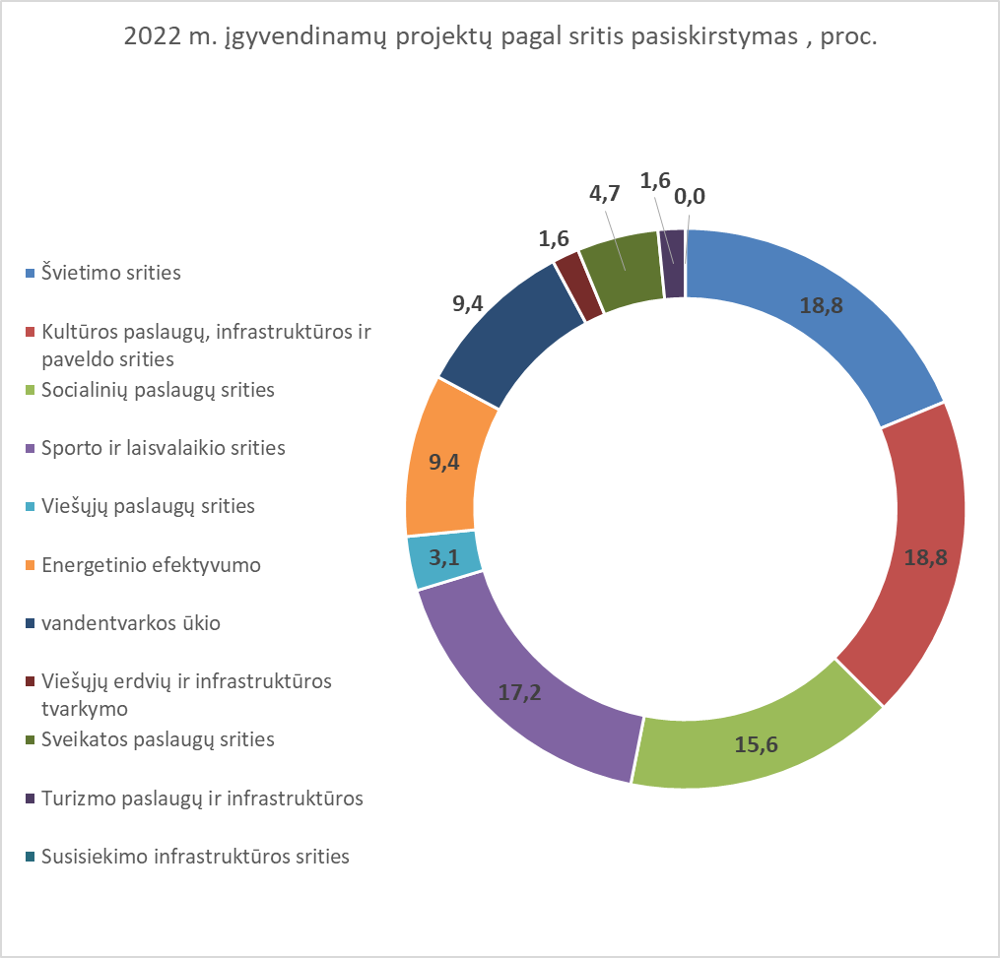 2022 m. įgyvendinamų projektų pagal sritis pasiskirstymas , proc.
Švietimo srities
Kultūros paslaugų, infrastruktūros ir
paveldo srities
Socialinių paslaugų srities
Sporto ir laisvalaikio srities
Viešųjų paslaugų srities
Energetinio efektyvumo
vandentvarkos ūkio
Viešųjų erdvių ir infrastruktūros
tvarkymo
Sveikatos paslaugų srities
Turizmo paslaugų ir infrastruktūros
Susisiekimo infrastruktūros srities
18,8
18,8
15,6
17,2
3,1
9,4
9,4
1,6
4,7
1,6
0,0